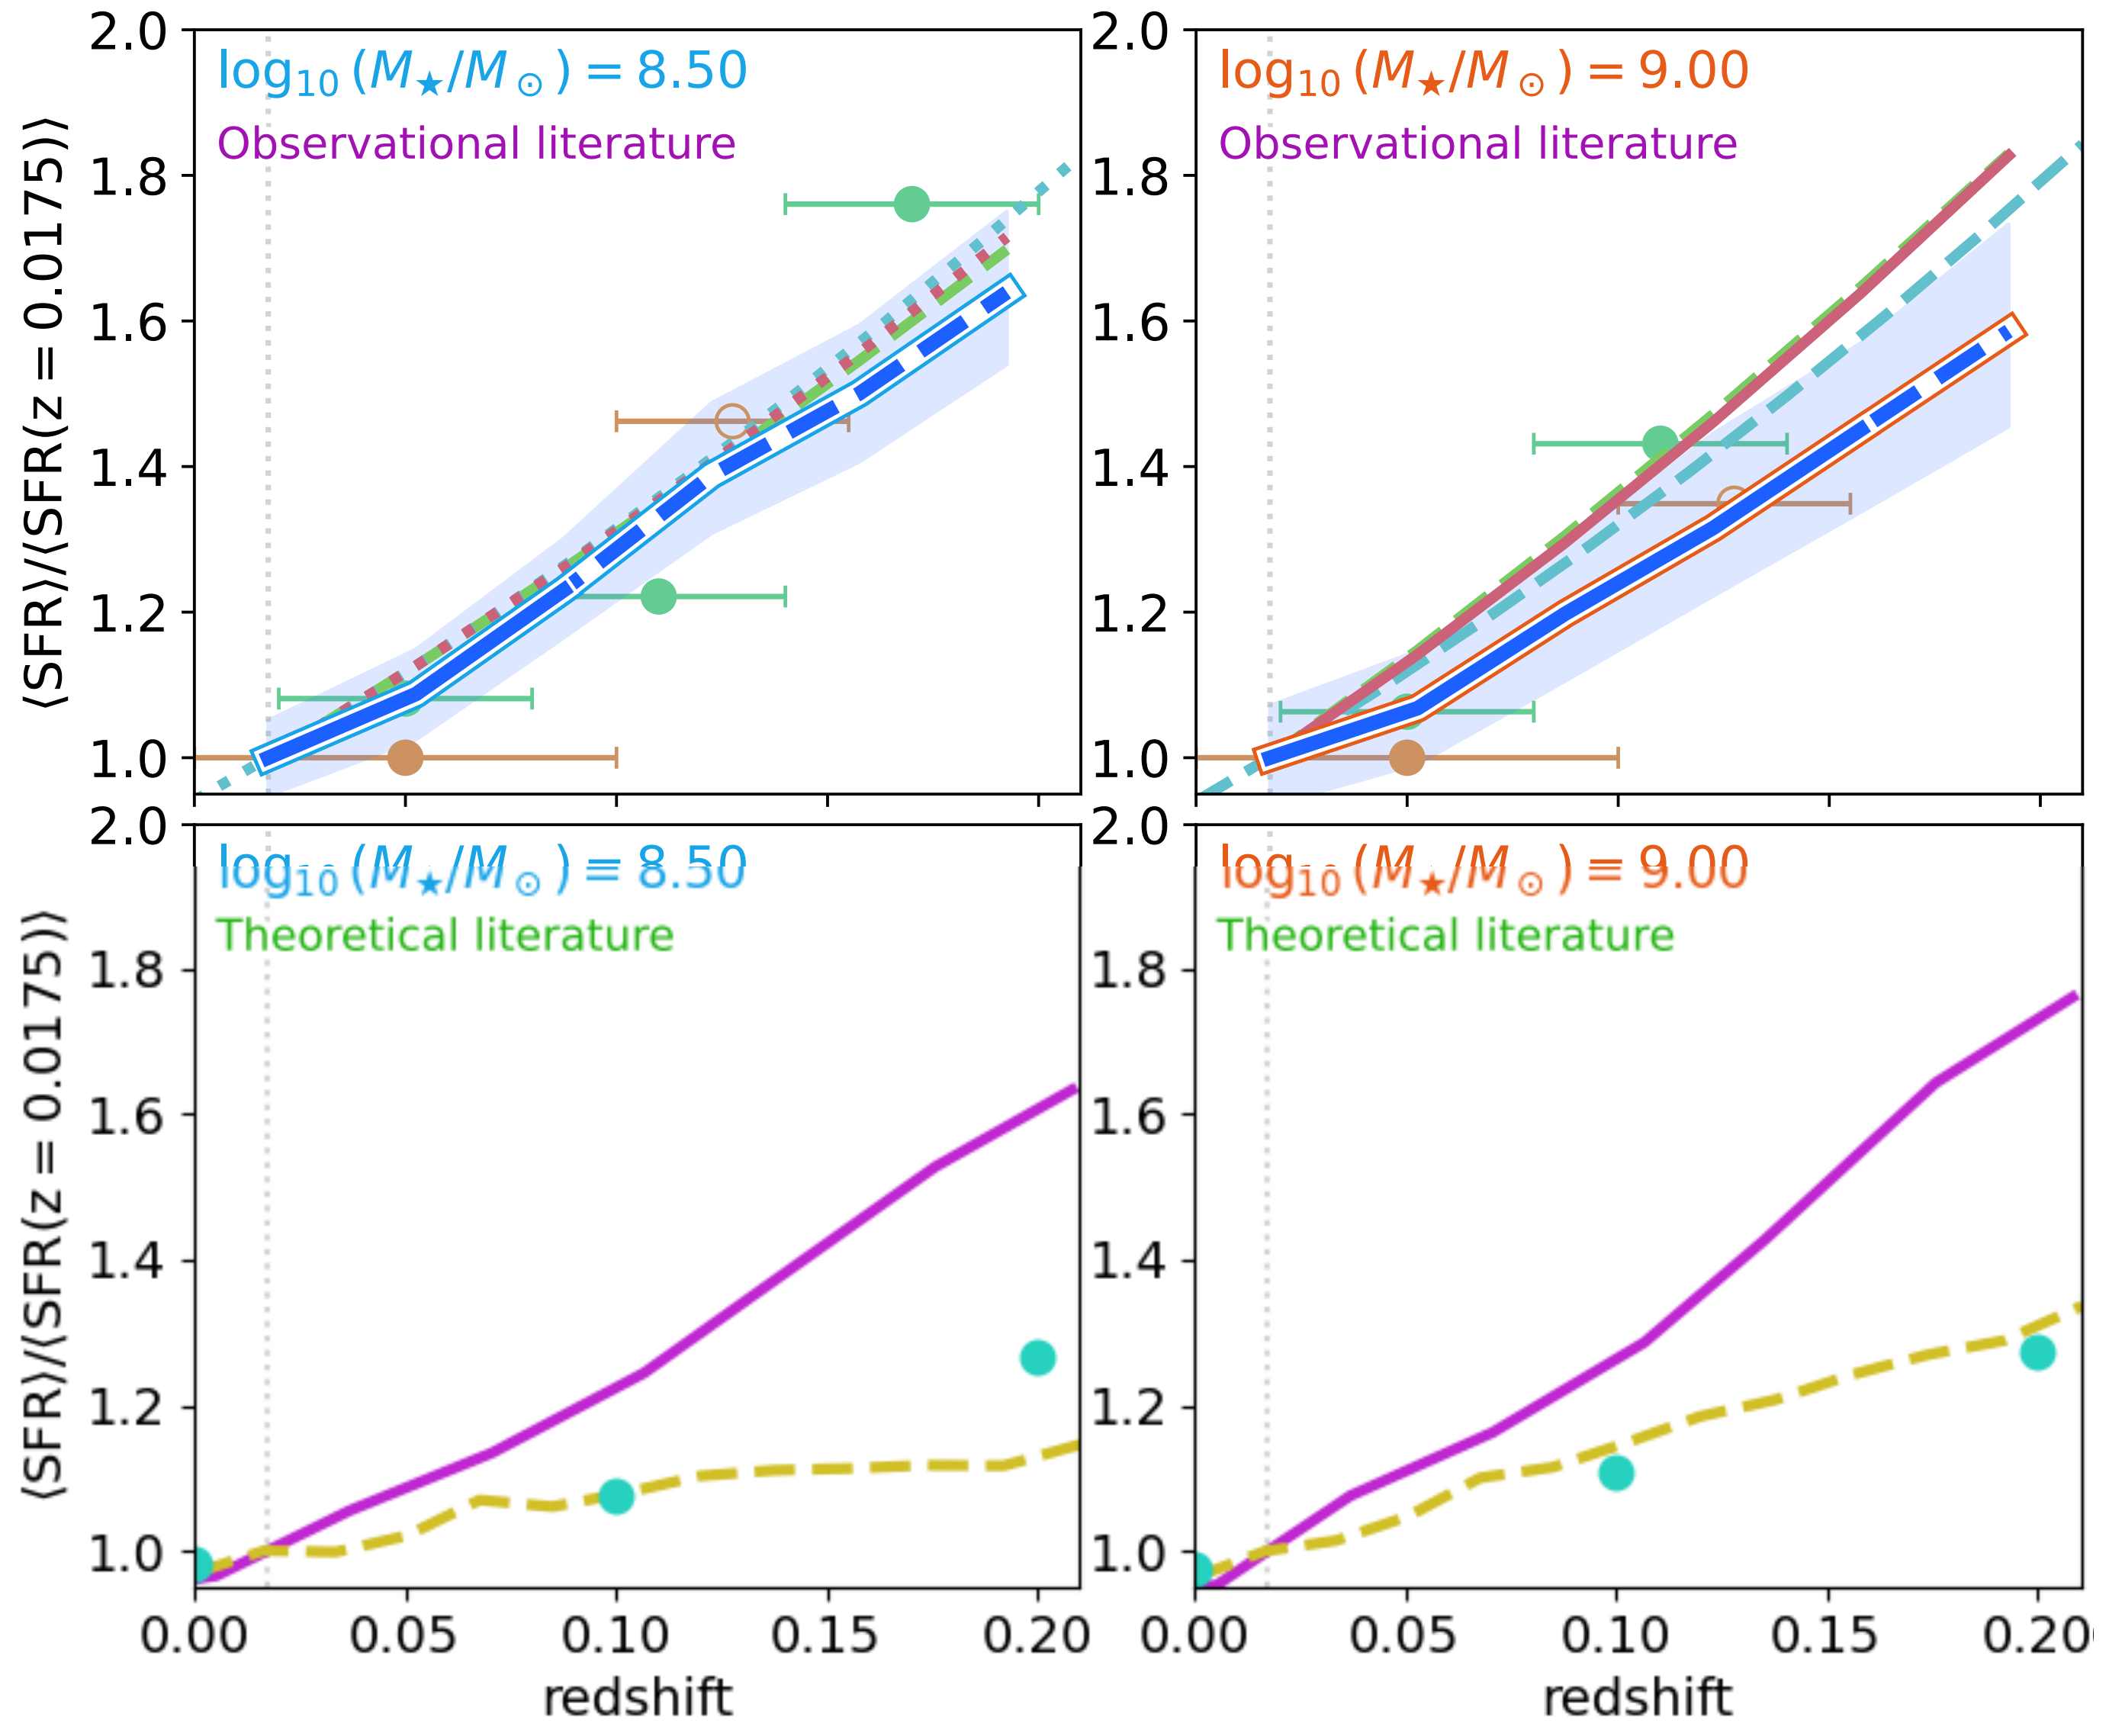 2.0
1.8
1.6
1.4
1.2
1.0
⟨SFR⟩/⟨SFR(z = 0.0175)⟩
log₁₀ (M★/M⊙) = 8.50
Observational literature
2.0
1.8
1.6
1.4
1.2
1.0
log₁₀ (M★/M⊙) = 9.00
Observational literature
2.0
1.8
1.6
1.4
1.2
1.0
⟨SFR⟩/⟨SFR(z = 0.0175)⟩
log₁₀ (M★/M⊙) = 8.50
Theoretical literature
0.00 0.05 0.10 0.15 0.20
redshift
2.0
1.8
1.6
1.4
1.2
1.0
log₁₀ (M★/M⊙) = 9.00
Theoretical literature
0.00 0.05 0.10 0.15 0.20
redshift